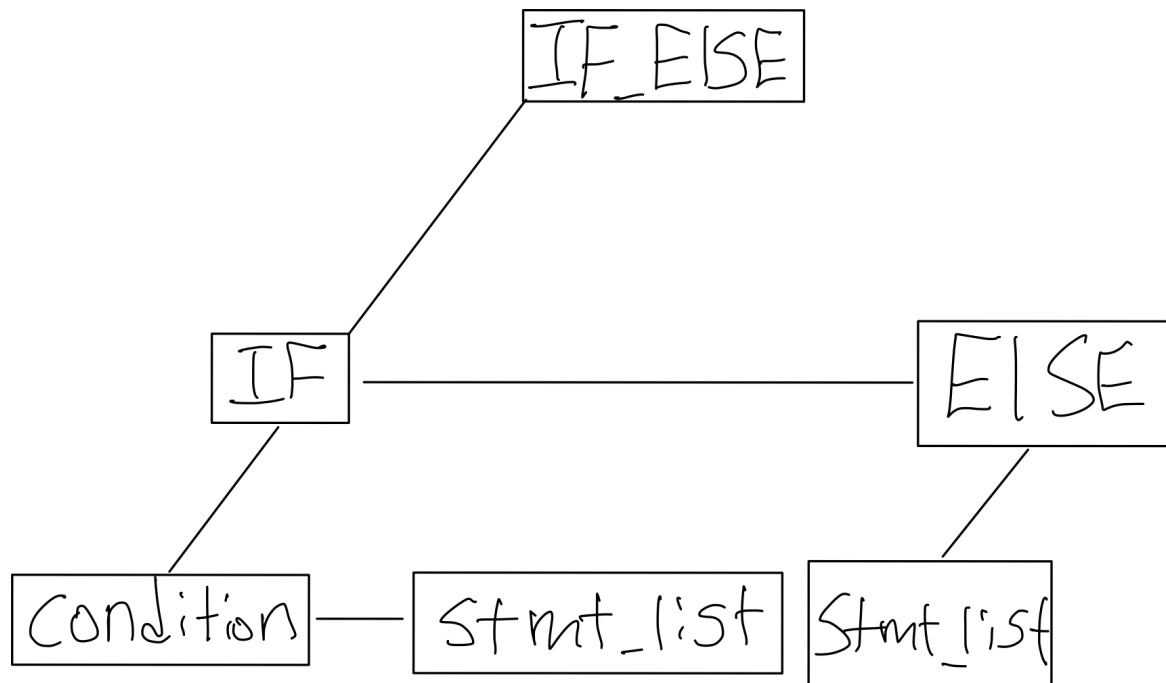 IF_ElSE
IF
ElSE
Condition
Stmt_list
Stmt_list